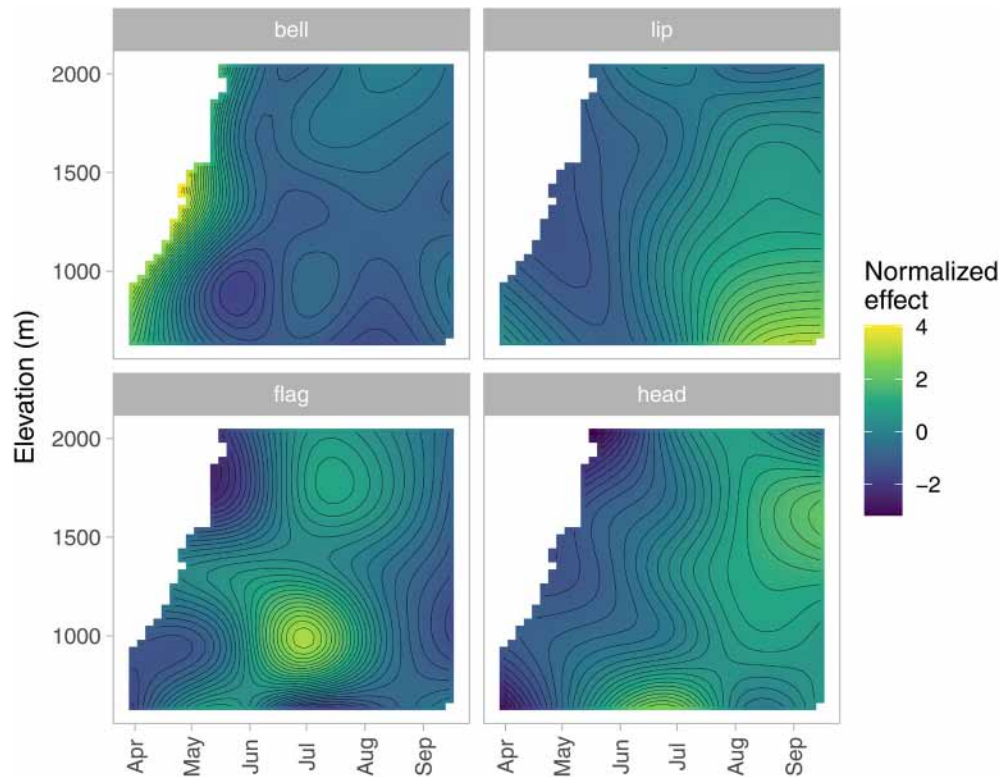 bell
lip
2000
1500
1000
Elevation (m)
flag
head
2000
1500
1000
Apr
May
Jun
Jul
Aug
Sep
Apr
May
Jun
Jul
Aug
Sep
Normalized
effect
4
2
0
−2